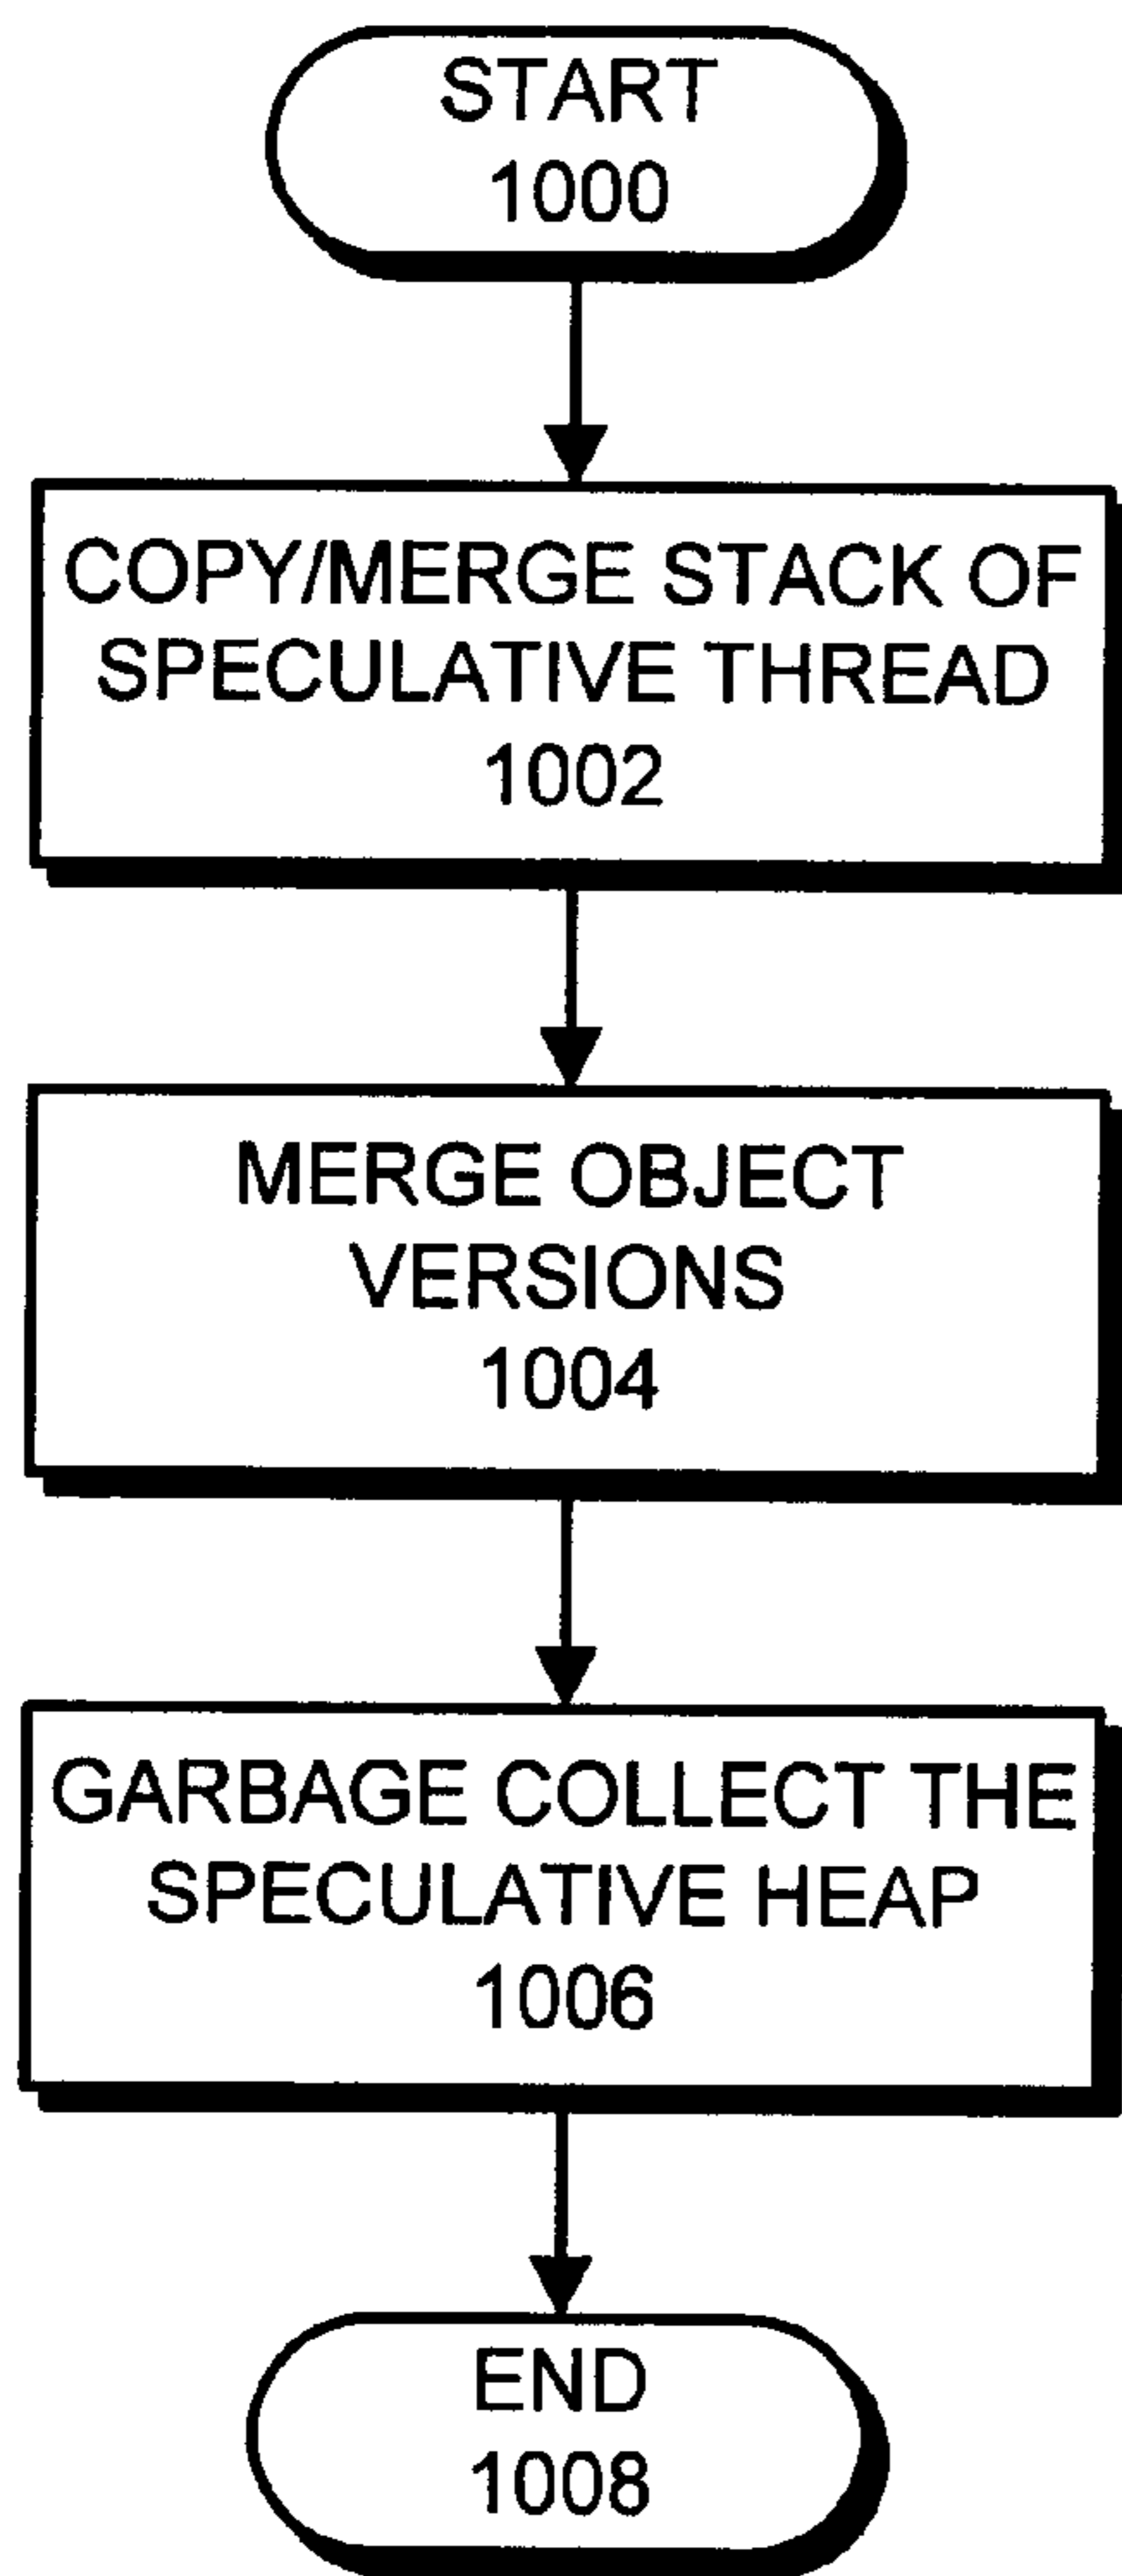 START
1000
COPY/MERGE STACK OF
SPECULATIVE THREAD
1002
MERGE OBJECT
VERSIONS
1004
GARBAGE COLLECT THE
SPECULATIVE HEAP
1006
END
1008